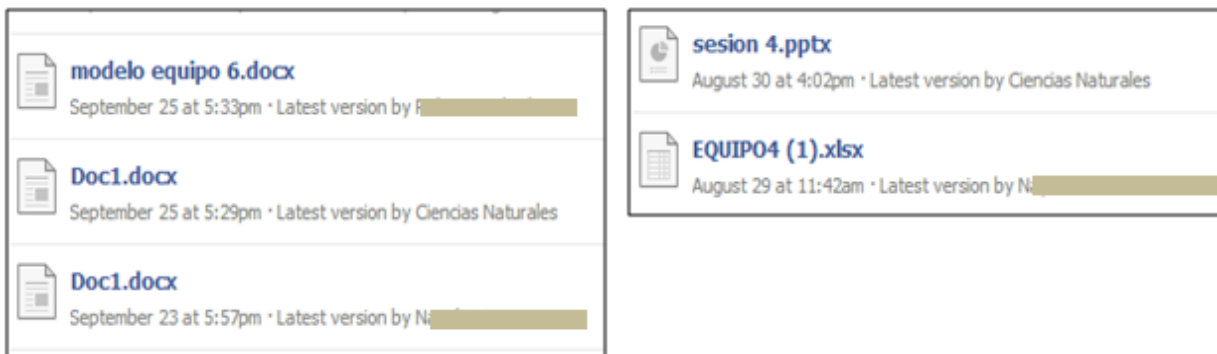 modelo equipo 6.docx
September 25 at 5:33pm · Latest version by
Doc1.docx
September 25 at 5:29pm · Latest version by Ciencias Naturales
Doc1.docx
September 23 at 5:57pm · Latest version by
sesion 4.pptx
August 30 at 4:02pm · Latest version by Ciencias Naturales
EQUIPO4 (1).xlsx
August 29 at 11:42am · Latest version by